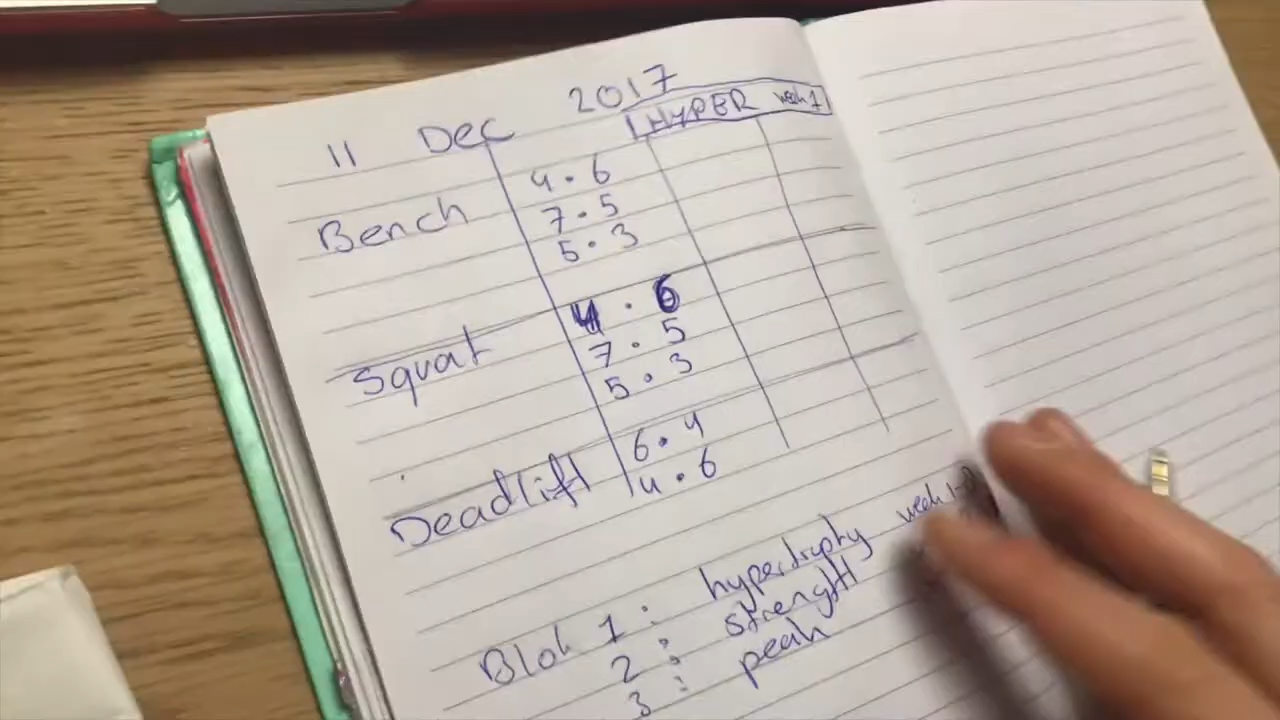 11 Dec 2017
HYPER week 1
Bench 4 • 6
7 • 5
5 • 3
Squat 4 • 6
7 • 5
5 • 3
Deadlift 6 • 4
4 • 6
Blok 1 : hypertrophy week
2 : strength
3 : peak